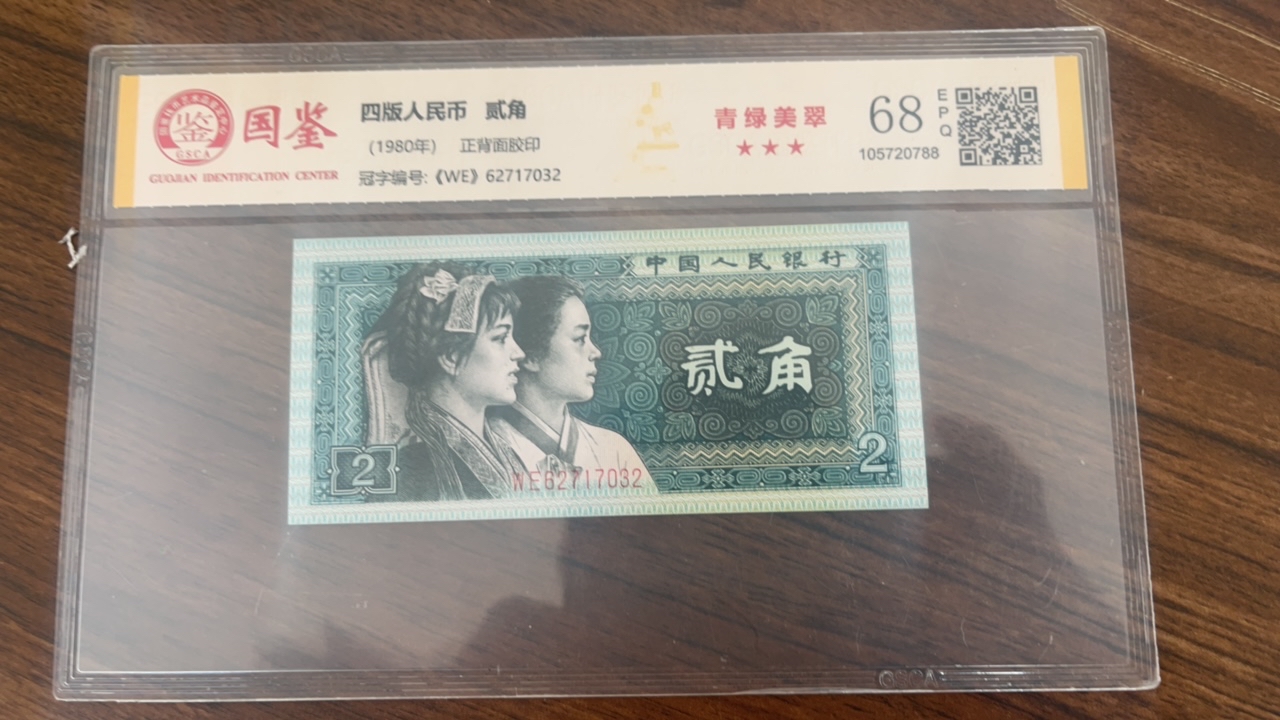 GSCA
国鉴
GSCA
GUOJIAN IDENTIFICATION CENTER
四版人民币 贰角
(1980年) 正背面胶印
冠字编号:《WE》62717032
青绿美翠
★★★
68
EPQ
105720788
中国人民银行
贰角
2
2
WE62717032
GSCA